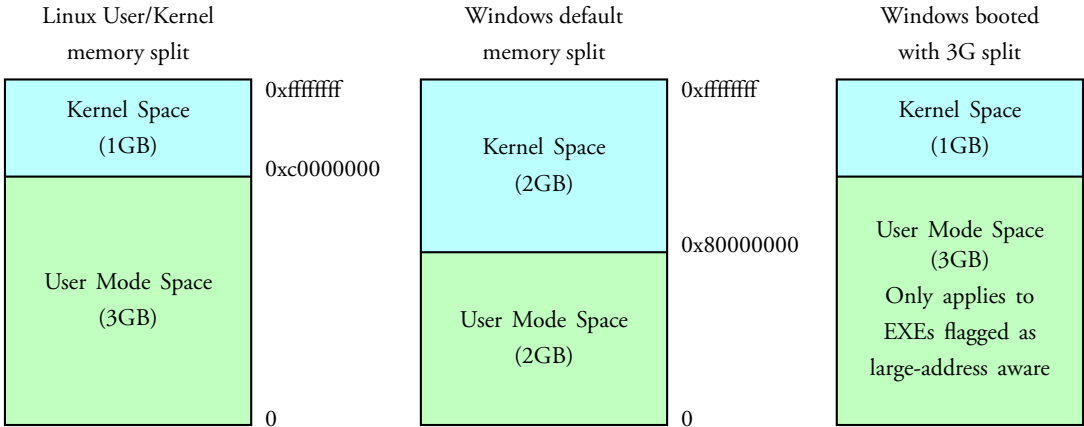 Linux User/Kernel
memory split
Kernel Space
(1GB)
User Mode Space
(3GB)
0xffffffff
0xc0000000
0
Windows default
memory split
Kernel Space
(2GB)
User Mode Space
(2GB)
0xffffffff
0x80000000
0
Windows booted
with 3G split
Kernel Space
(1GB)
User Mode Space
(3GB)
Only applies to
EXEs flagged as
large-address aware